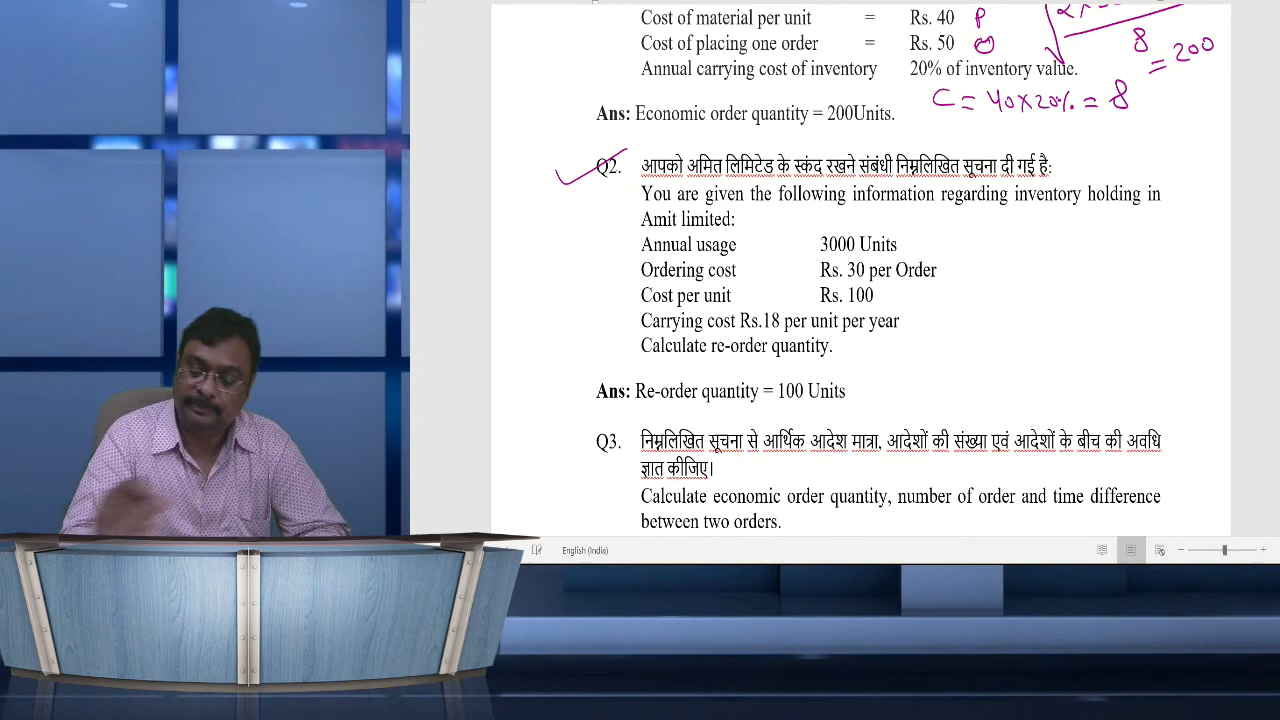 Cost of material per unit = Rs. 40 P
Cost of placing one order = Rs. 50 O
Annual carrying cost of inventory 20% of inventory value.
8
= 200
C = 40 × 20% = 8
Ans: Economic order quantity = 200Units.
Q2. आपको अमित लिमिटेड के स्कंद रखने संबंधी निम्नलिखित सूचना दी गई है:
You are given the following information regarding inventory holding in
Amit limited:
Annual usage 3000 Units
Ordering cost Rs. 30 per Order
Cost per unit Rs. 100
Carrying cost Rs.18 per unit per year
Calculate re-order quantity.
Ans: Re-order quantity = 100 Units
Q3. निम्नलिखित सूचना से आर्थिक आदेश मात्रा, आदेशों की संख्या एवं आदेशों के बीच की अवधि
ज्ञात कीजिए।
Calculate economic order quantity, number of order and time difference
between two orders.
English (India)